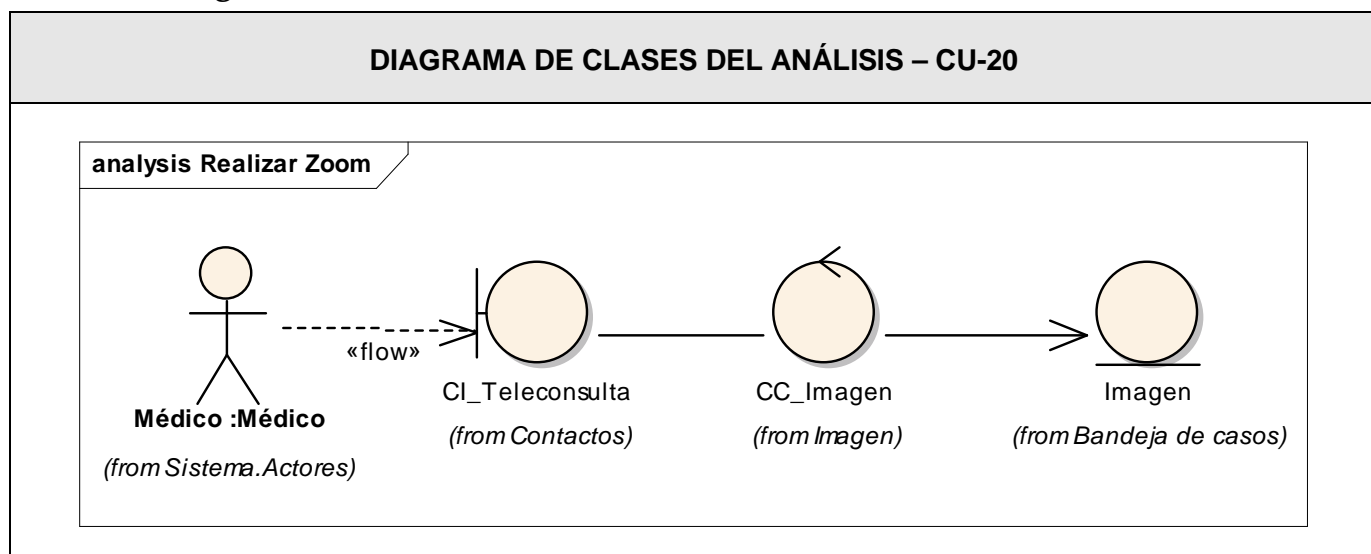 DIAGRAMA DE CLASES DEL ANÁLISIS – CU-20
analysis Realizar Zoom
«flow»
Médico :Médico
(from Sistema.Actores)
CI_Teleconsulta
(from Contactos)
CC_Imagen
(from Imagen)
Imagen
(from Bandeja de casos)